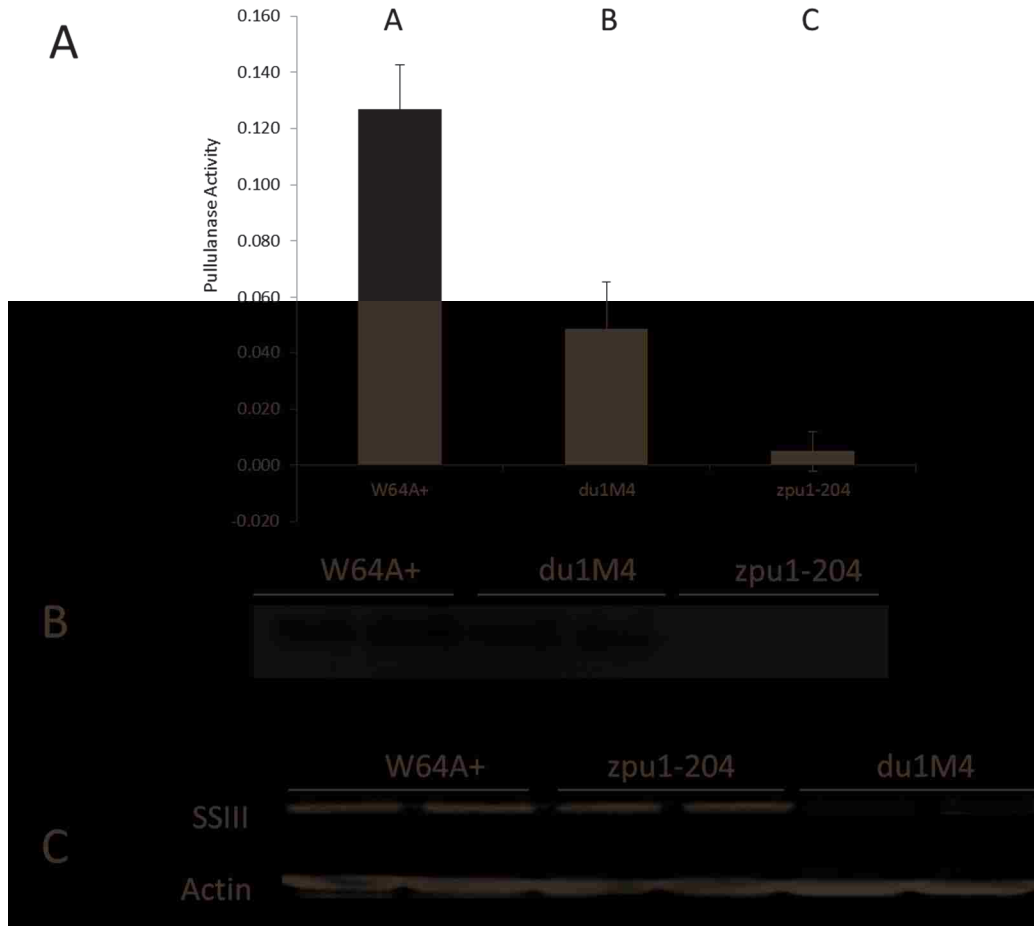 A
A B C
Pullulanase Activity
0.160
0.140
0.120
0.100
0.080
0.060
0.040
0.020
0.000
-0.020
W64A+ du1M4 zpu1-204
B
W64A+ du1M4 zpu1-204
C
W64A+ zpu1-204 du1M4
SSIII
Actin